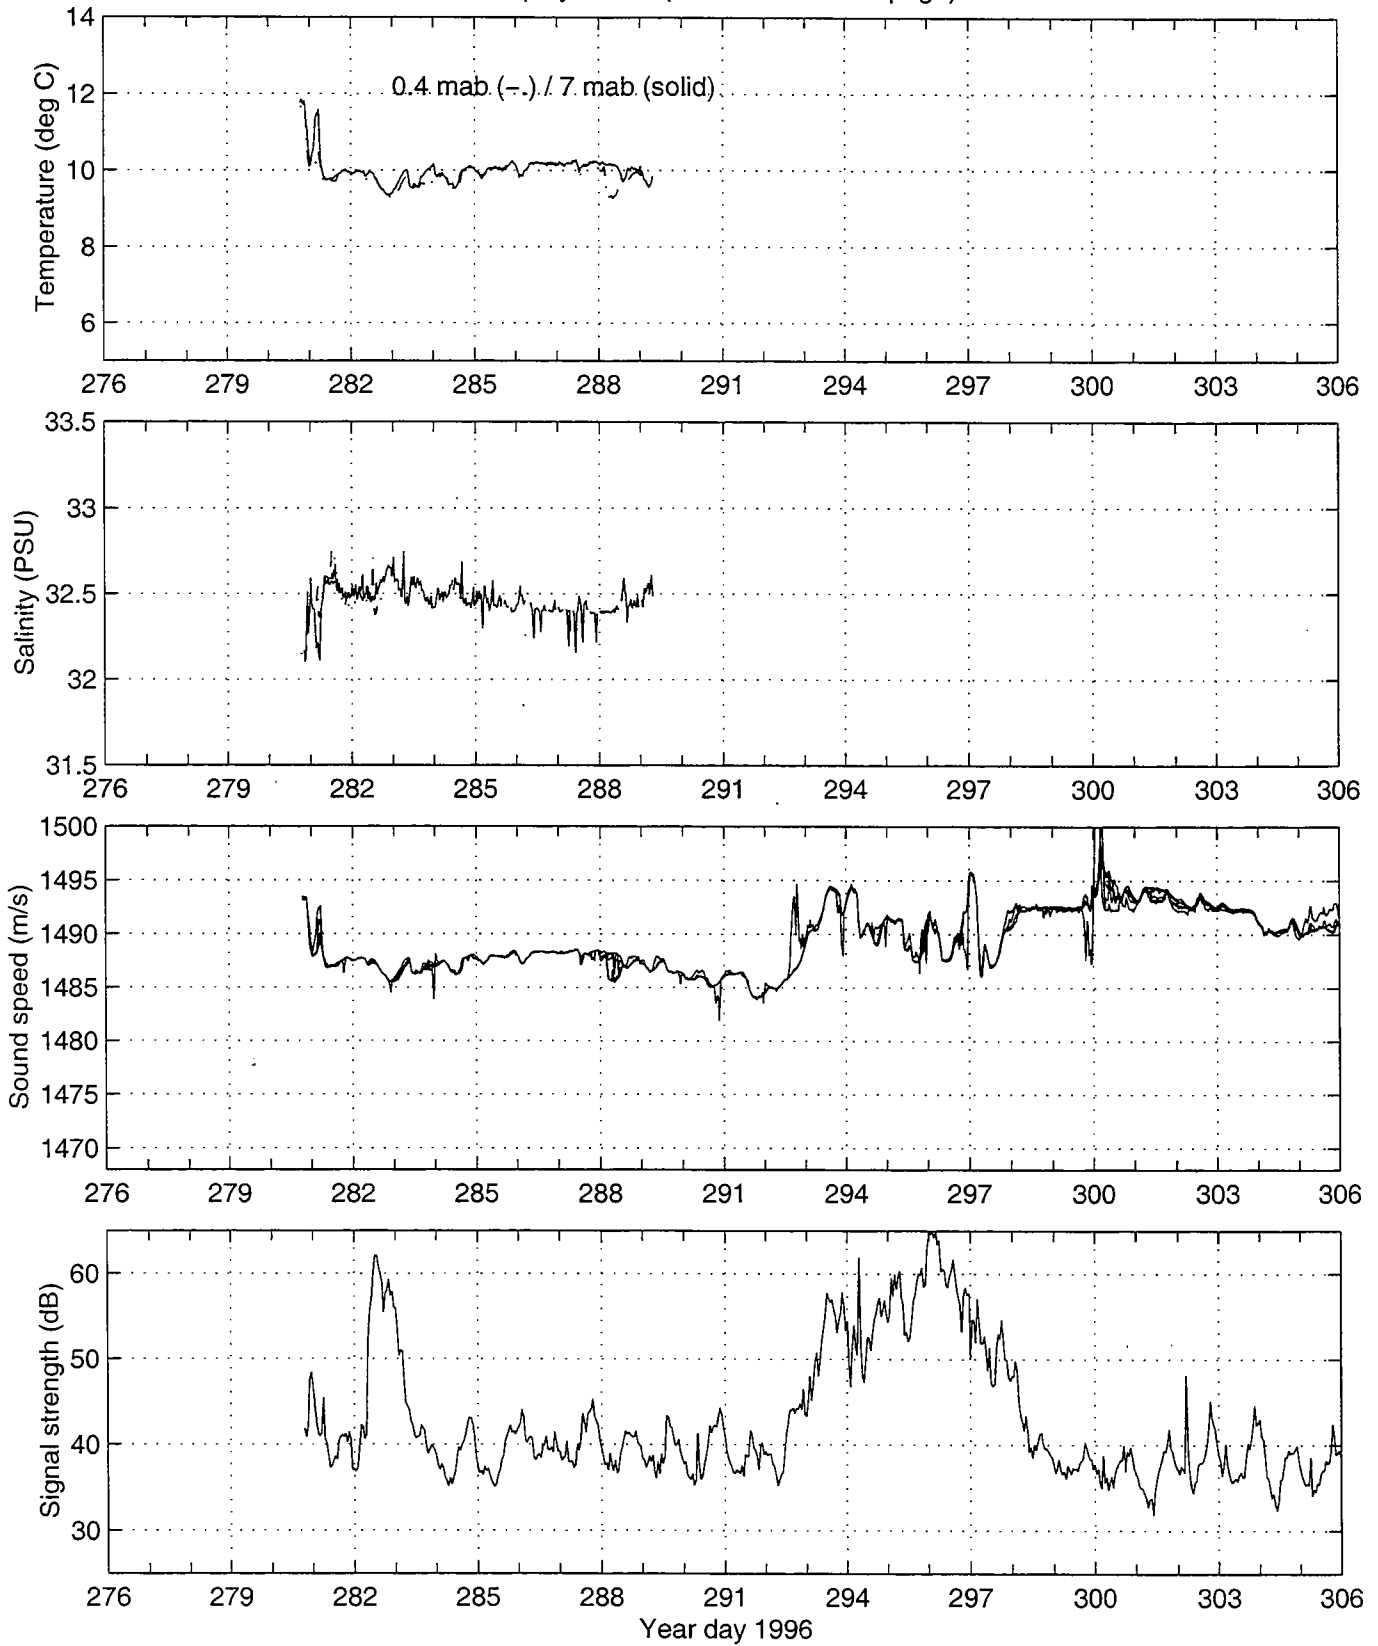 14
12
10
8
6
Temperature (deg C)
0.4 mab (-.) / 7 mab (solid)
276 279 282 285 288 291 294 297 300 303 306
33.5
33
32.5
32
31.5
Salinity (PSU)
276 279 282 285 288 291 294 297 300 303 306
1500
1495
1490
1485
1480
1475
1470
Sound speed (m/s)
276 279 282 285 288 291 294 297 300 303 306
60
50
40
30
Signal strength (dB)
276 279 282 285 288 291 294 297 300 303 306
Year day 1996